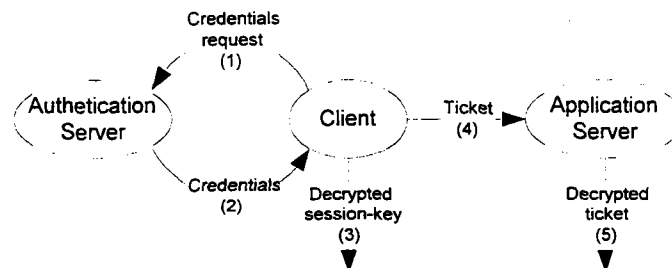 Credentials
request
(1)
Authetication
Server
Client
Ticket
(4)
Application
Server
Credentials
(2)
Decrypted
session-key
(3)
Decrypted
ticket
(5)